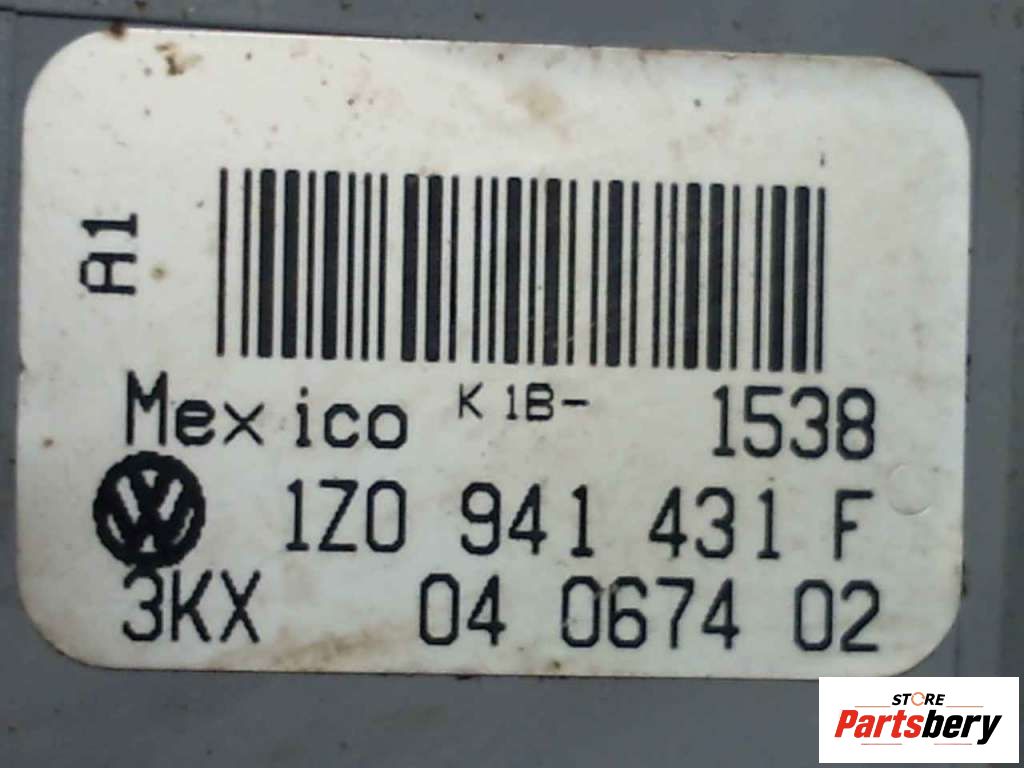 A1
Mexico K 1B- 1538
1Z0 941 431 F
3KX 04 0674 02
STORE
Partsbery